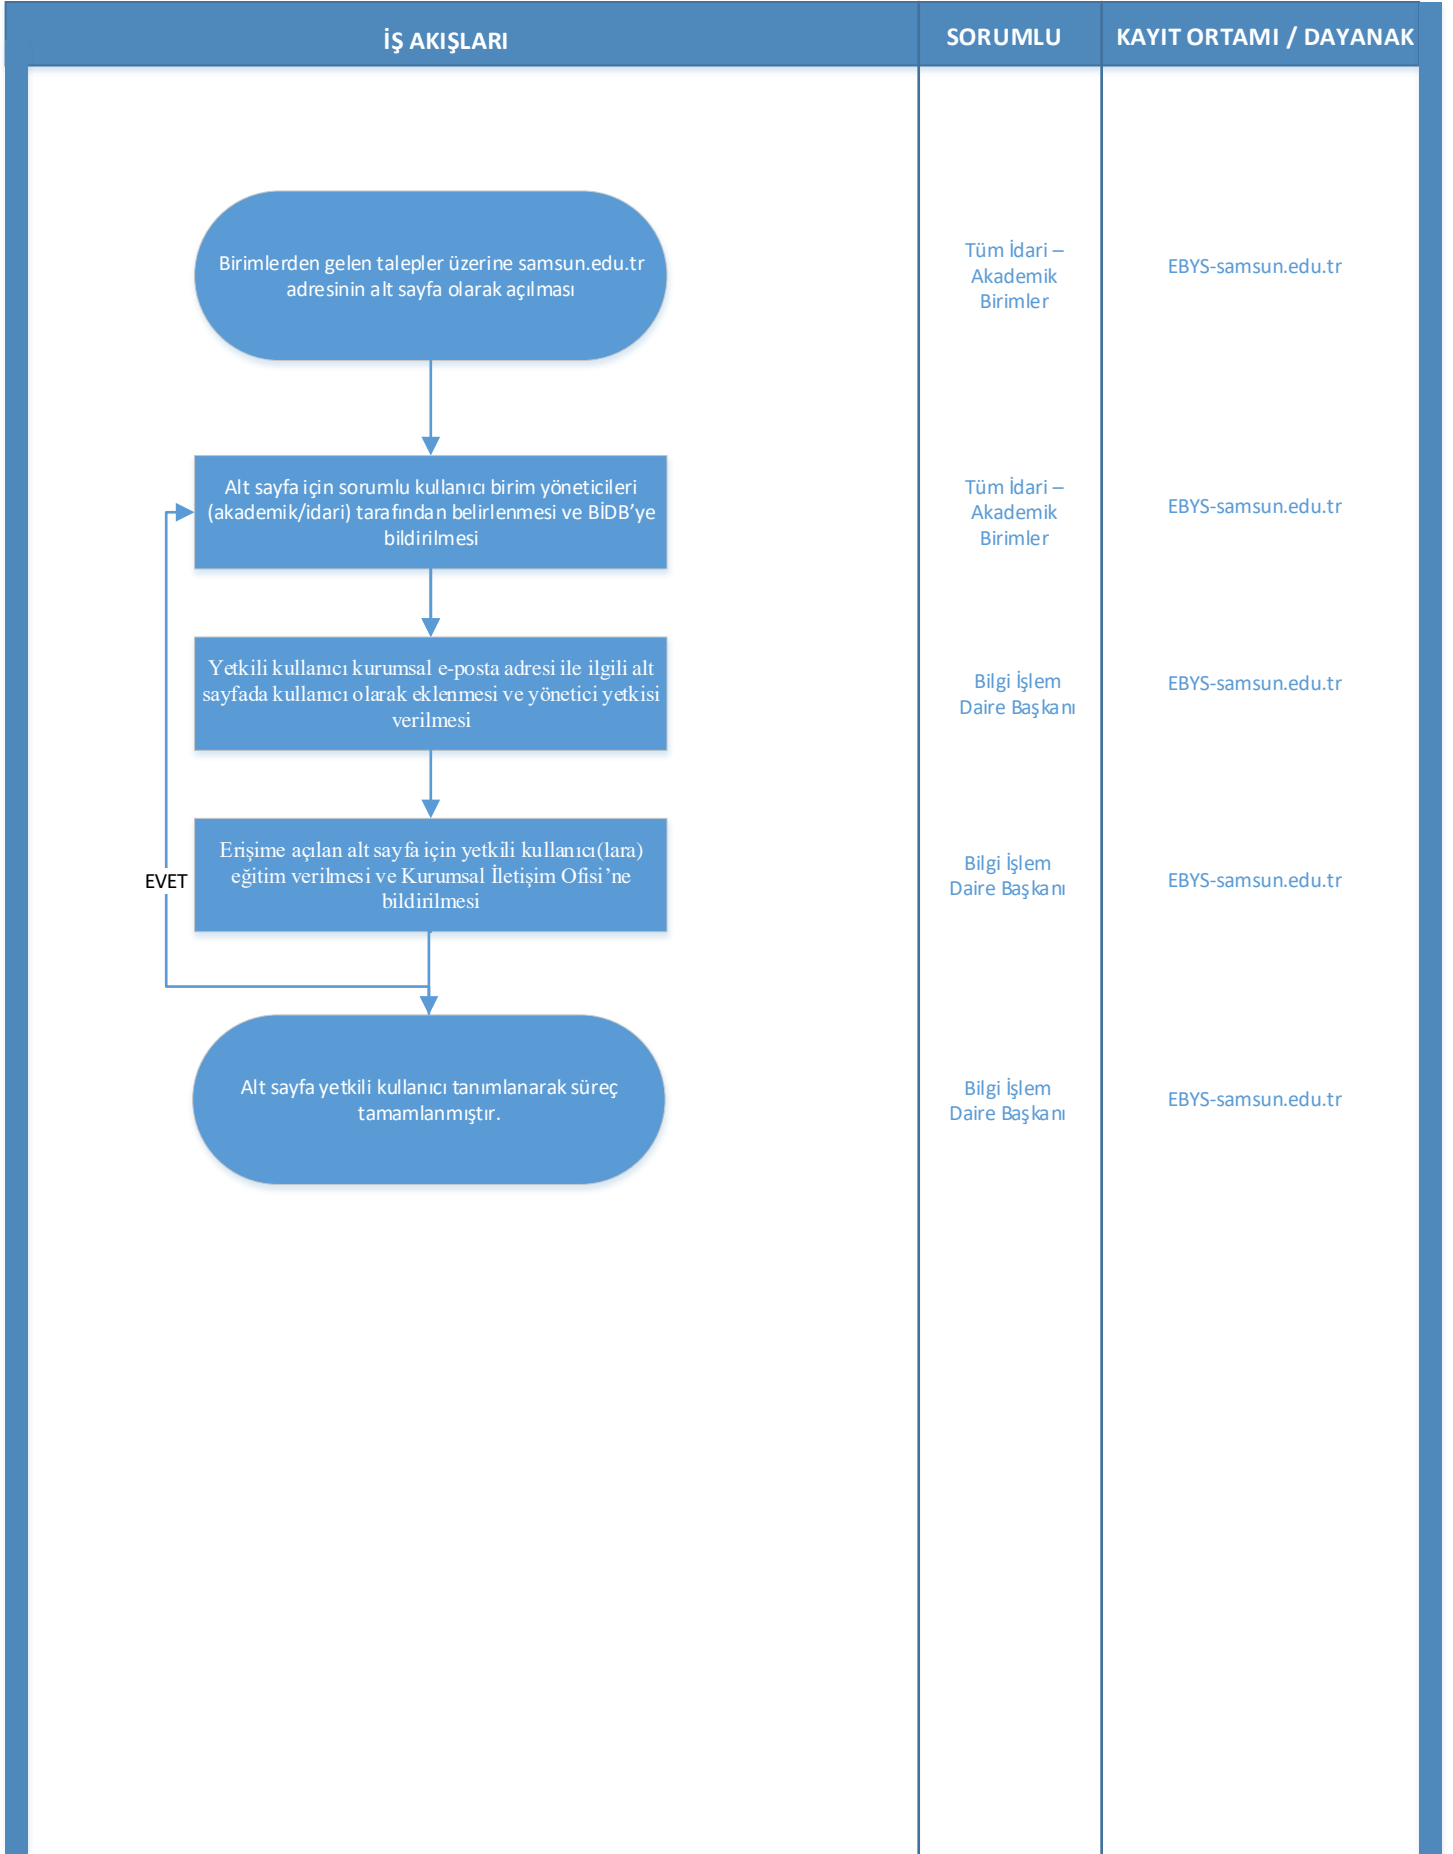 İŞ AKIŞLARI
SORUMLU
KAYIT ORTAMI / DAYANAK
Birimlerden gelen talepler üzerine samsun.edu.tr
adresinin alt sayfa olarak açılması
Tüm İdari –
Akademik
Birimler
EBYS-samsun.edu.tr
Alt sayfa için sorumlu kullanıcı birim yöneticileri
(akademik/idari) tarafından belirlenmesi ve BİDB’ye
bildirilmesi
Tüm İdari –
Akademik
Birimler
EBYS-samsun.edu.tr
Yetkili kullanıcı kurumsal e-posta adresi ile ilgili alt
sayfada kullanıcı olarak eklenmesi ve yönetici yetkisi
verilmesi
Bilgi İşlem
Daire Başkanı
EBYS-samsun.edu.tr
Erişime açılan alt sayfa için yetkili kullanıcı(lara)
eğitim verilmesi ve Kurumsal İletişim Ofisi’ne
bildirilmesi
Bilgi İşlem
Daire Başkanı
EBYS-samsun.edu.tr
EVET
Alt sayfa yetkili kullanıcı tanımlanarak süreç
tamamlanmıştır.
Bilgi İşlem
Daire Başkanı
EBYS-samsun.edu.tr